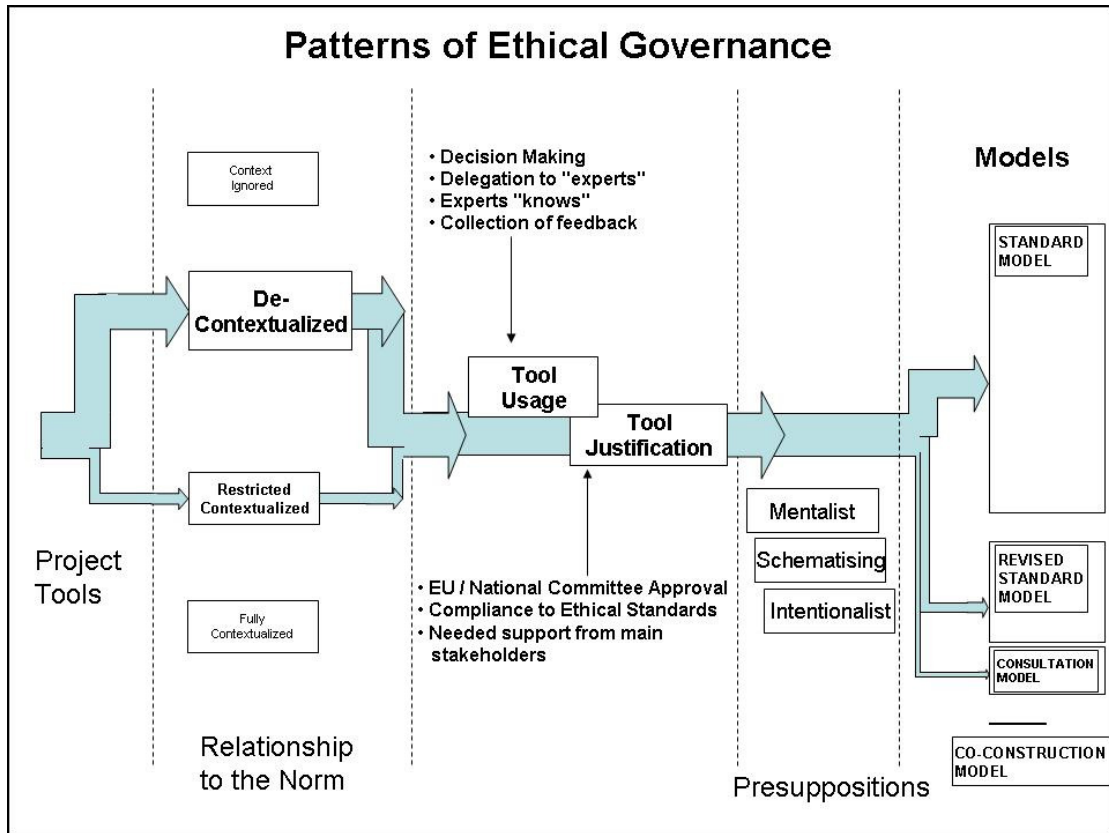 Patterns of Ethical Governance
Context
Ignored
De-
Contextualized
Restricted
Contextualized
Fully
Contextualized
Project
Tools
Relationship
to the Norm
• Decision Making
• Delegation to "experts"
• Experts "knows"
• Collection of feedback
Tool
Usage
Tool
Justification
• EU / National Committee Approval
• Compliance to Ethical Standards
• Needed support from main
stakeholders
Mentalist
Schematising
Intentionalist
Presuppositions
Models
STANDARD
MODEL
REVISED
STANDARD
MODEL
CONSULTATION
MODEL
CO-CONSTRUCTION
MODEL